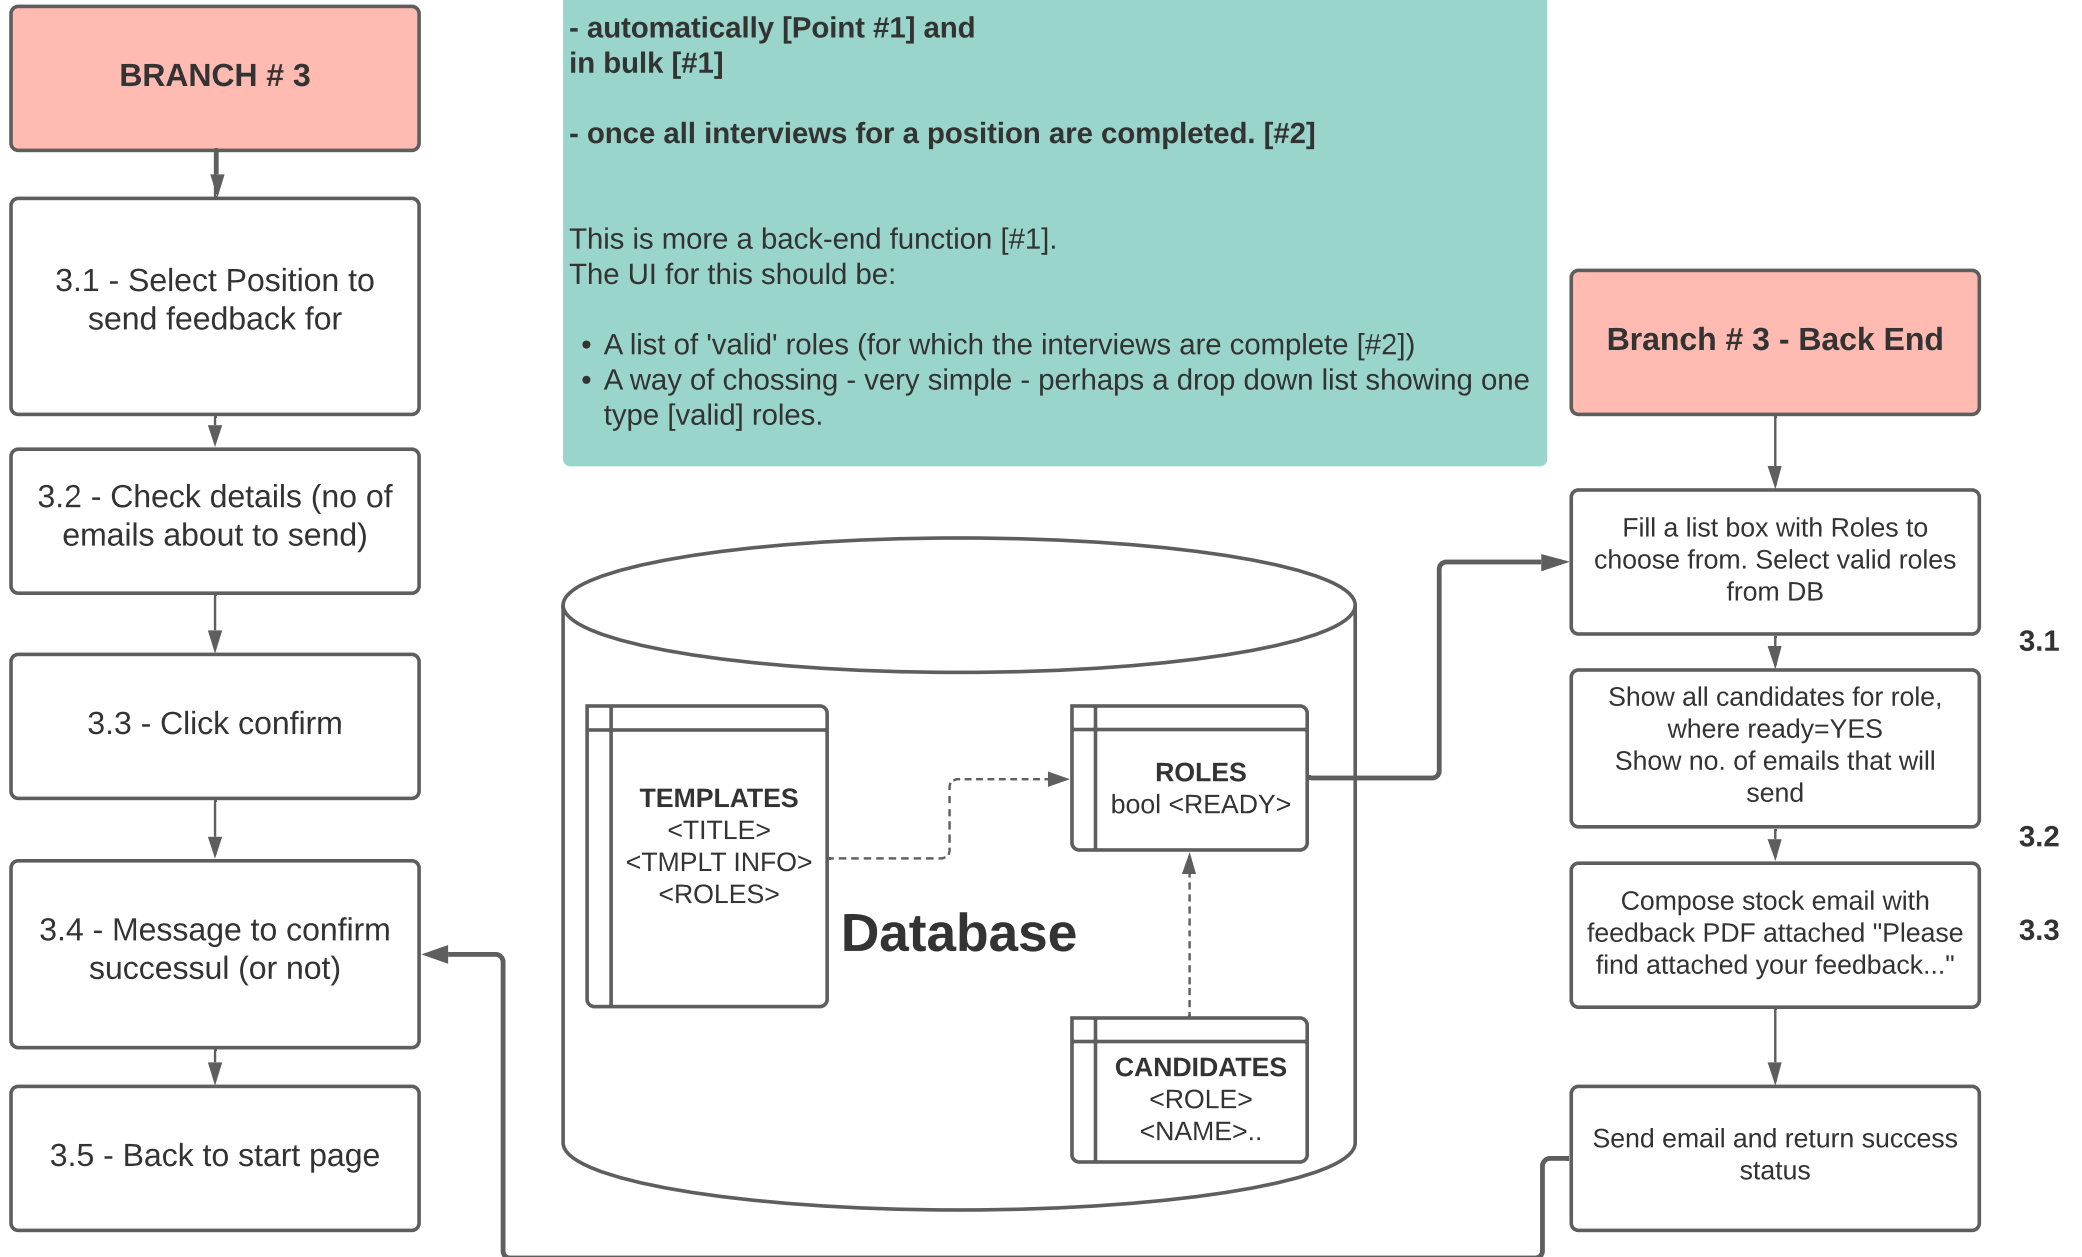 BRANCH # 3
3.1 - Select Position to
send feedback for
3.2 - Check details (no of
emails about to send)
3.3 - Click confirm
3.4 - Message to confirm
successul (or not)
3.5 - Back to start page
- automatically [Point #1] and
in bulk [#1]
- once all interviews for a position are completed. [#2]
This is more a back-end function [#1].
The UI for this should be:
• A list of 'valid' roles (for which the interviews are complete [#2])
• A way of chossing - very simple - perhaps a drop down list showing one
type [valid] roles.
TEMPLATES
<TITLE>
<TMPLT INFO>
<ROLES>
ROLES
bool <READY>
Database
CANDIDATES
<ROLE>
<NAME>..
Branch # 3 - Back End
Fill a list box with Roles to
choose from. Select valid roles
from DB
3.1
Show all candidates for role,
where ready=YES
Show no. of emails that will
send
3.2
Compose stock email with
feedback PDF attached "Please
find attached your feedback..."
3.3
Send email and return success
status